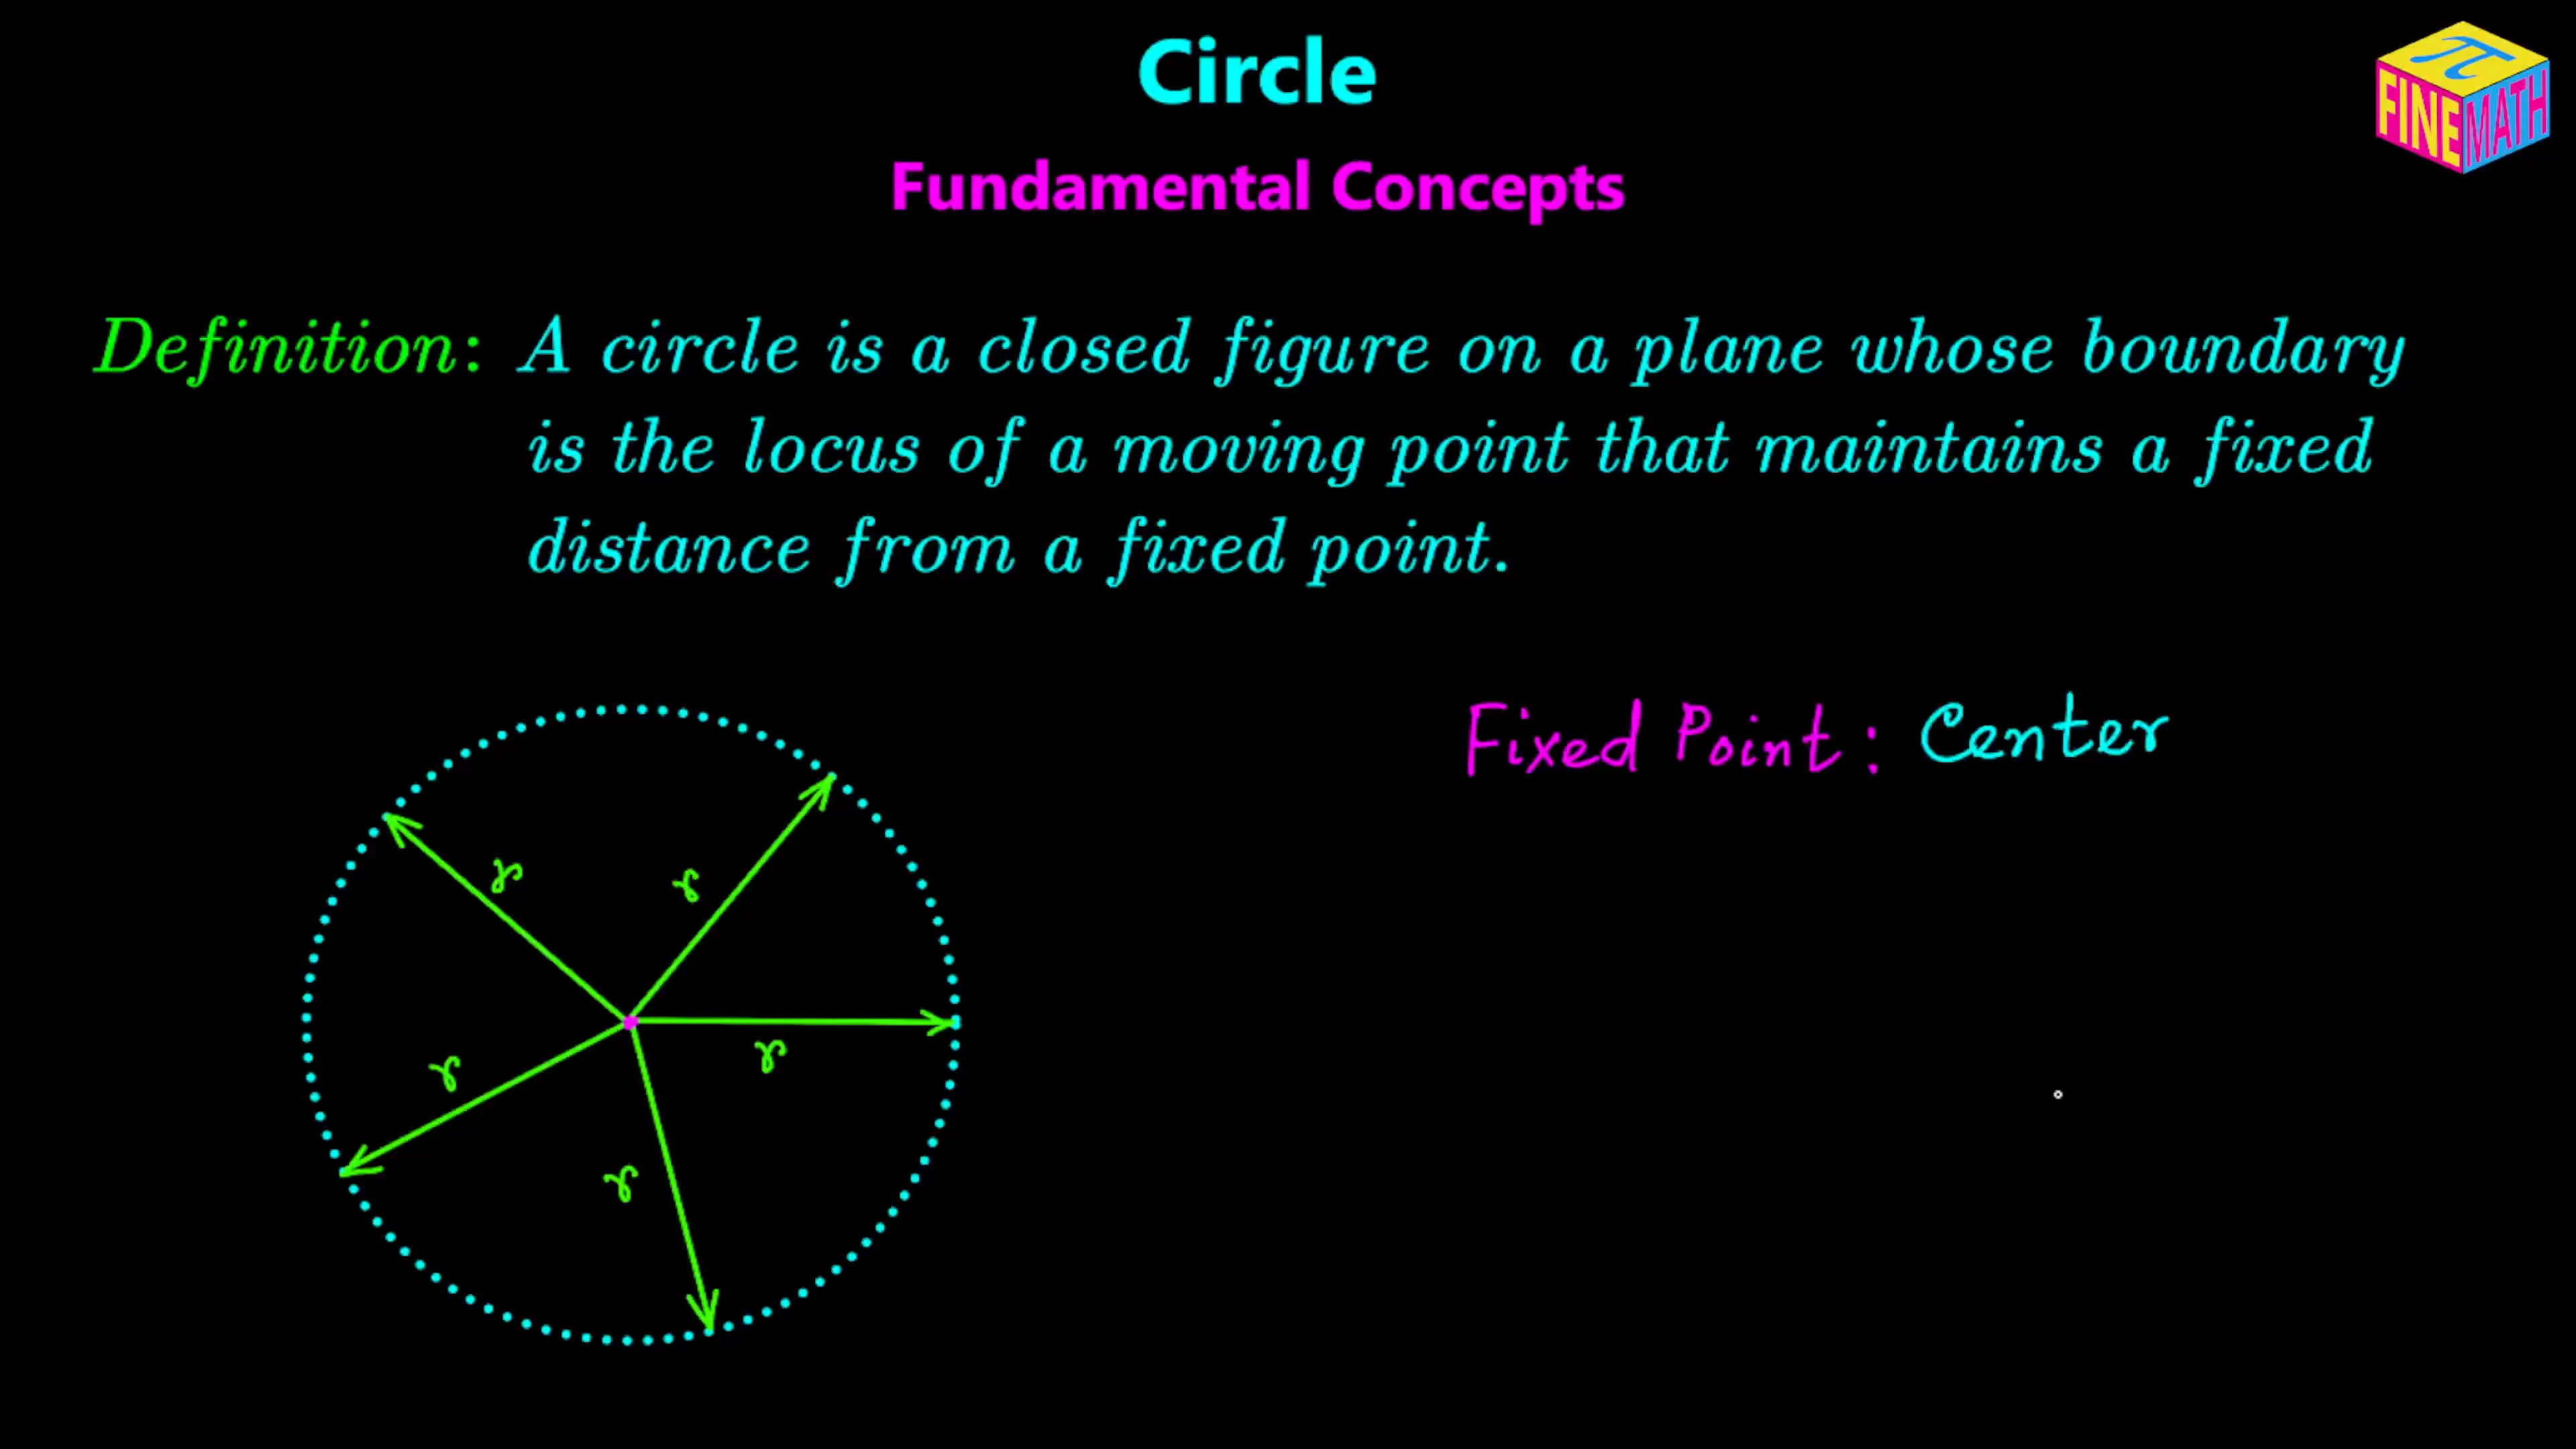 Circle
π
FINE MATH
Fundamental Concepts
Definition: A circle is a closed figure on a plane whose boundary
is the locus of a moving point that maintains a fixed
distance from a fixed point.
Fixed Point: Center
r
r
r
r
r